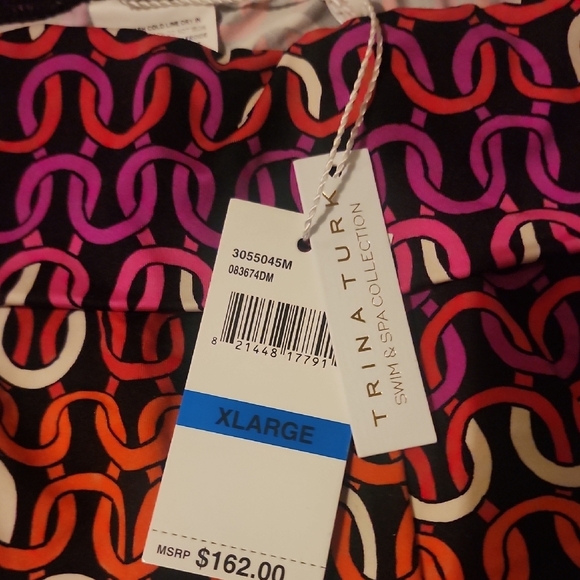 3055045M
083674DM
8 21448 17791
XLARGE
MSRP $162.00
TRINA TURK
SWIM & SPA COLLECTION